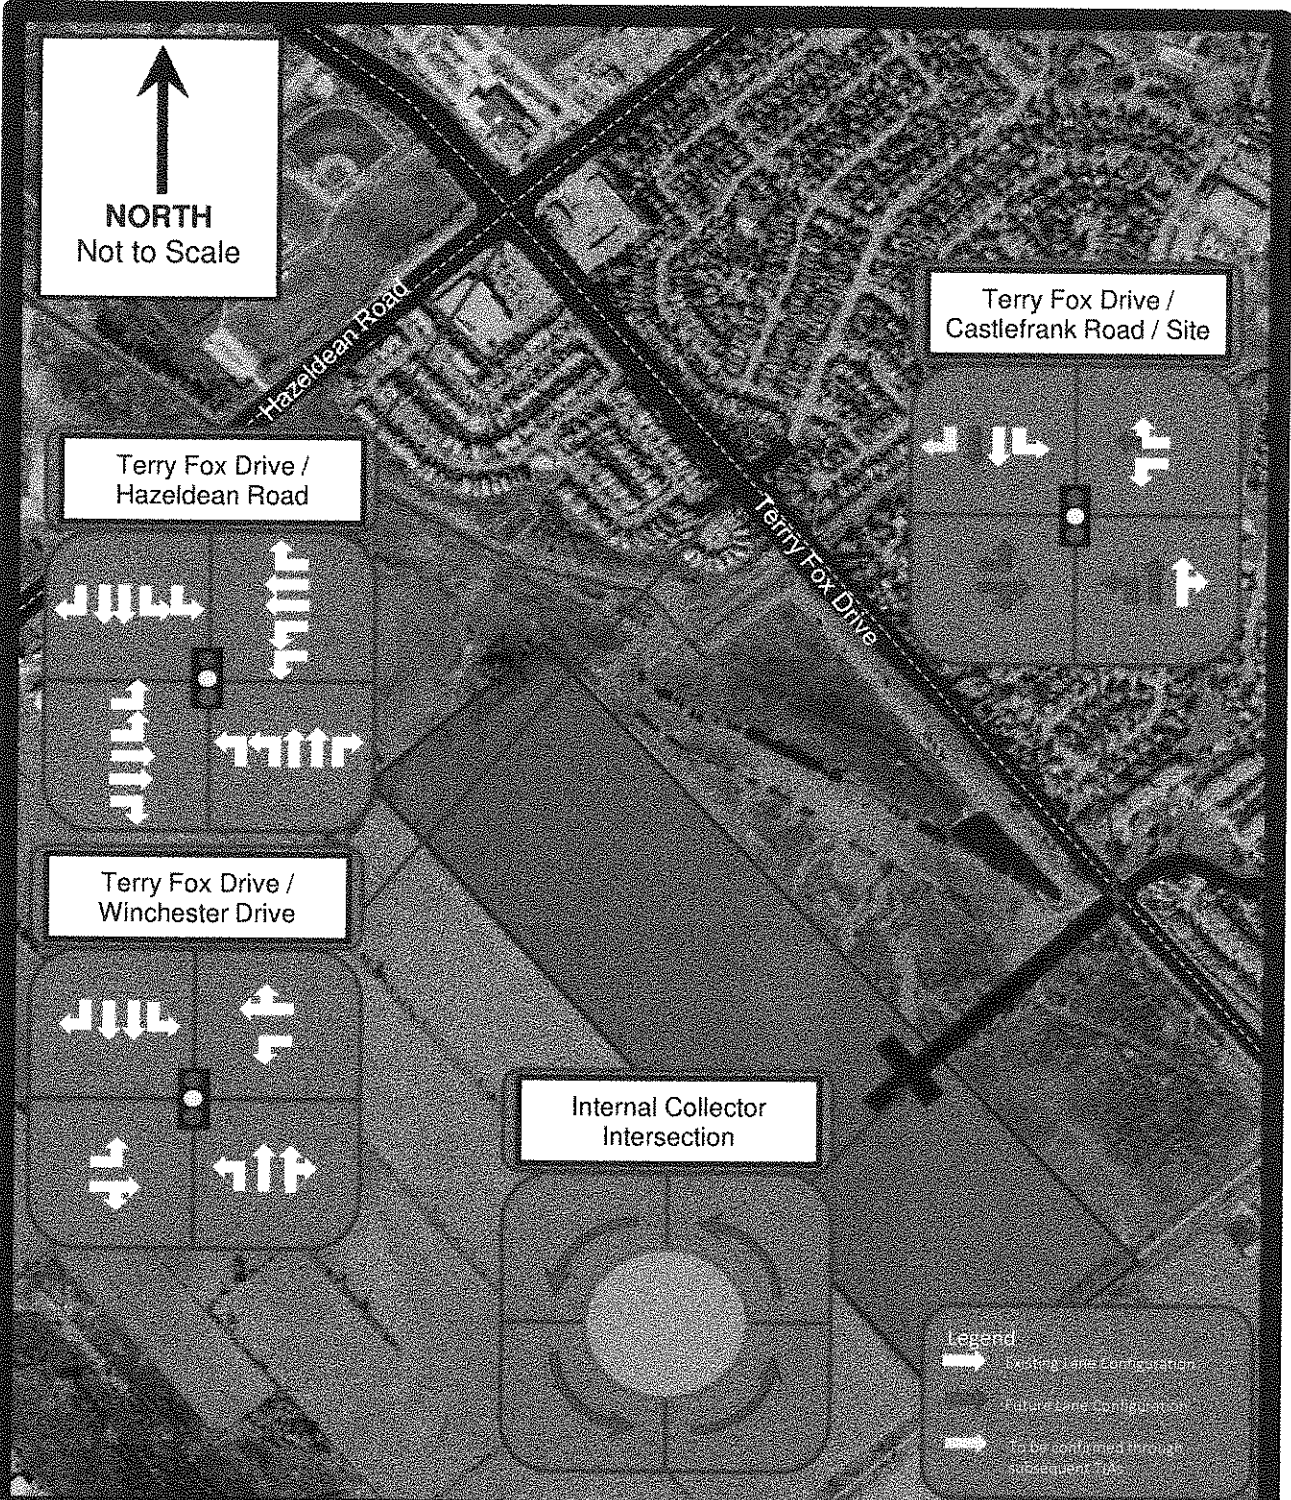 NORTH
Not to Scale
Hazeldean Road
Terry Fox Drive /
Castlefrank Road / Site
Terry Fox Drive /
Hazeldean Road
Terry Fox Drive
Terry Fox Drive /
Winchester Drive
Internal Collector
Intersection
Legend
Existing Lane Configuration
Future Lane Configuration
To be confirmed through
subsequent TIAs